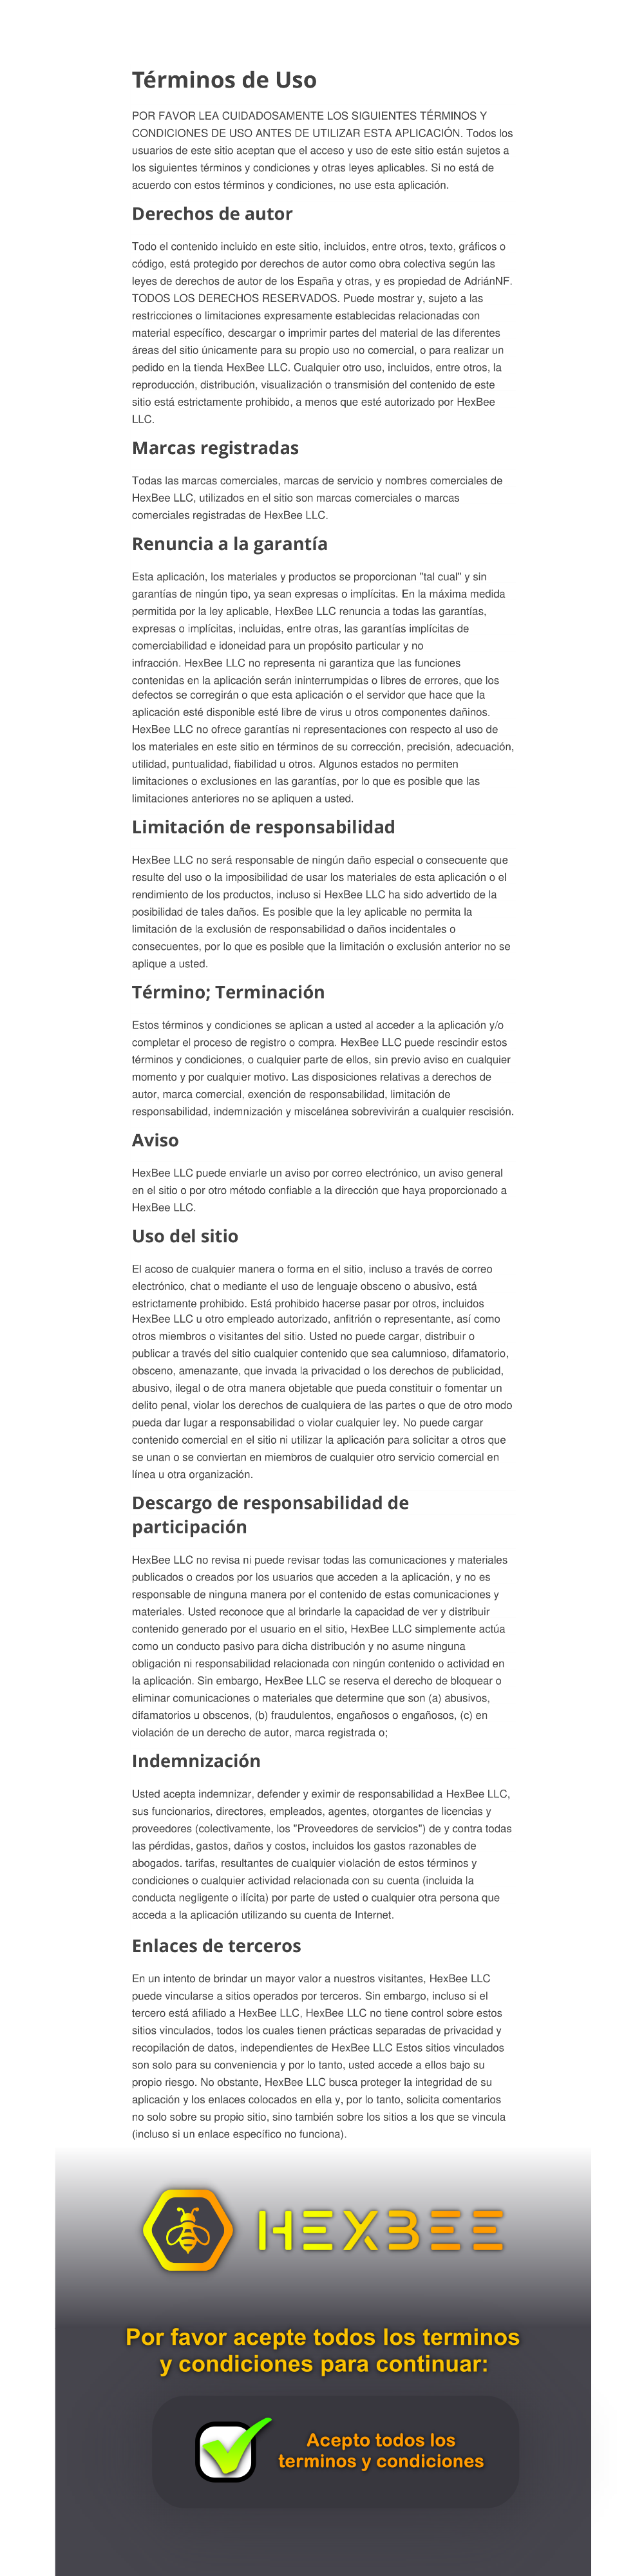 Términos de Uso
POR FAVOR LEA CUIDADOSAMENTE LOS SIGUIENTES TÉRMINOS Y
CONDICIONES DE USO ANTES DE UTILIZAR ESTA APLICACIÓN. Todos los
usuarios de este sitio aceptan que el acceso y uso de este sitio están sujetos a
los siguientes términos y condiciones y otras leyes aplicables. Si no está de
acuerdo con estos términos y condiciones, no use esta aplicación.
Derechos de autor
Todo el contenido incluido en este sitio, incluidos, entre otros, texto, gráficos o
código, está protegido por derechos de autor como obra colectiva según las
leyes de derechos de autor de los España y otras, y es propiedad de AdriánNF.
TODOS LOS DERECHOS RESERVADOS. Puede mostrar y, sujeto a las
restricciones o limitaciones expresamente establecidas relacionadas con
material específico, descargar o imprimir partes del material de las diferentes
áreas del sitio únicamente para su propio uso no comercial, o para realizar un
pedido en la tienda HexBee LLC. Cualquier otro uso, incluidos, entre otros, la
reproducción, distribución, visualización o transmisión del contenido de este
sitio está estrictamente prohibido, a menos que esté autorizado por HexBee
LLC.
Marcas registradas
Todas las marcas comerciales, marcas de servicio y nombres comerciales de
HexBee LLC, utilizados en el sitio son marcas comerciales o marcas
comerciales registradas de HexBee LLC.
Renuncia a la garantía
Esta aplicación, los materiales y productos se proporcionan "tal cual" y sin
garantías de ningún tipo, ya sean expresas o implícitas. En la máxima medida
permitida por la ley aplicable, HexBee LLC renuncia a todas las garantías,
expresas o implícitas, incluidas, entre otras, las garantías implícitas de
comerciabilidad e idoneidad para un propósito particular y no
infracción. HexBee LLC no representa ni garantiza que las funciones
contenidas en la aplicación serán ininterrumpidas o libres de errores, que los
defectos se corregirán o que esta aplicación o el servidor que hace que la
aplicación esté disponible esté libre de virus u otros componentes dañinos.
HexBee LLC no ofrece garantías ni representaciones con respecto al uso de
los materiales en este sitio en términos de su corrección, precisión, adecuación,
utilidad, puntualidad, fiabilidad u otros. Algunos estados no permiten
limitaciones o exclusiones en las garantías, por lo que es posible que las
limitaciones anteriores no se apliquen a usted.
Limitación de responsabilidad
HexBee LLC no será responsable de ningún daño especial o consecuente que
resulte del uso o la imposibilidad de usar los materiales de esta aplicación o el
rendimiento de los productos, incluso si HexBee LLC ha sido advertido de la
posibilidad de tales daños. Es posible que la ley aplicable no permita la
limitación de la exclusión de responsabilidad o daños incidentales o
consecuentes, por lo que es posible que la limitación o exclusión anterior no se
aplique a usted.
Término; Terminación
Estos términos y condiciones se aplican a usted al acceder a la aplicación y/o
completar el proceso de registro o compra. HexBee LLC puede rescindir estos
términos y condiciones, o cualquier parte de ellos, sin previo aviso en cualquier
momento y por cualquier motivo. Las disposiciones relativas a derechos de
autor, marca comercial, exención de responsabilidad, limitación de
responsabilidad, indemnización y miscelánea sobrevivirán a cualquier rescisión.
Aviso
HexBee LLC puede enviarle un aviso por correo electrónico, un aviso general
en el sitio o por otro método confiable a la dirección que haya proporcionado a
HexBee LLC.
Uso del sitio
El acoso de cualquier manera o forma en el sitio, incluso a través de correo
electrónico, chat o mediante el uso de lenguaje obsceno o abusivo, está
estrictamente prohibido. Está prohibido hacerse pasar por otros, incluidos
HexBee LLC u otro empleado autorizado, anfitrión o representante, así como
otros miembros o visitantes del sitio. Usted no puede cargar, distribuir o
publicar a través del sitio cualquier contenido que sea calumnioso, difamatorio,
obsceno, amenazante, que invada la privacidad o los derechos de publicidad,
abusivo, ilegal o de otra manera objetable que pueda constituir o fomentar un
delito penal, violar los derechos de cualquiera de las partes o que de otro modo
pueda dar lugar a responsabilidad o violar cualquier ley. No puede cargar
contenido comercial en el sitio ni utilizar la aplicación para solicitar a otros que
se unan o se conviertan en miembros de cualquier otro servicio comercial en
línea u otra organización.
Descargo de responsabilidad de
participación
HexBee LLC no revisa ni puede revisar todas las comunicaciones y materiales
publicados o creados por los usuarios que acceden a la aplicación, y no es
responsable de ninguna manera por el contenido de estas comunicaciones y
materiales. Usted reconoce que al brindarle la capacidad de ver y distribuir
contenido generado por el usuario en el sitio, HexBee LLC simplemente actúa
como un conducto pasivo para dicha distribución y no asume ninguna
obligación ni responsabilidad relacionada con ningún contenido o actividad en
la aplicación. Sin embargo, HexBee LLC se reserva el derecho de bloquear o
eliminar comunicaciones o materiales que determine que son (a) abusivos,
difamatorios u obscenos, (b) fraudulentos, engañosos o engañosos, (c) en
violación de un derecho de autor, marca registrada o;
Indemnización
Usted acepta indemnizar, defender y eximir de responsabilidad a HexBee LLC,
sus funcionarios, directores, empleados, agentes, otorgantes de licencias y
proveedores (colectivamente, los "Proveedores de servicios") de y contra todas
las pérdidas, gastos, daños y costos, incluidos los gastos razonables de
abogados. tarifas, resultantes de cualquier violación de estos términos y
condiciones o cualquier actividad relacionada con su cuenta (incluida la
conducta negligente o ilícita) por parte de usted o cualquier otra persona que
acceda a la aplicación utilizando su cuenta de Internet.
Enlaces de terceros
En un intento de brindar un mayor valor a nuestros visitantes, HexBee LLC
puede vincularse a sitios operados por terceros. Sin embargo, incluso si el
tercero está afiliado a HexBee LLC, HexBee LLC no tiene control sobre estos
sitios vinculados, todos los cuales tienen prácticas separadas de privacidad y
recopilación de datos, independientes de HexBee LLC Estos sitios vinculados
son solo para su conveniencia y por lo tanto, usted accede a ellos bajo su
propio riesgo. No obstante, HexBee LLC busca proteger la integridad de su
aplicación y los enlaces colocados en ella y, por lo tanto, solicita comentarios
no solo sobre su propio sitio, sino también sobre los sitios a los que se vincula
(incluso si un enlace específico no funciona).
HEXBEE
Por favor acepte todos los terminos
y condiciones para continuar:
Acepto todos los
terminos y condiciones